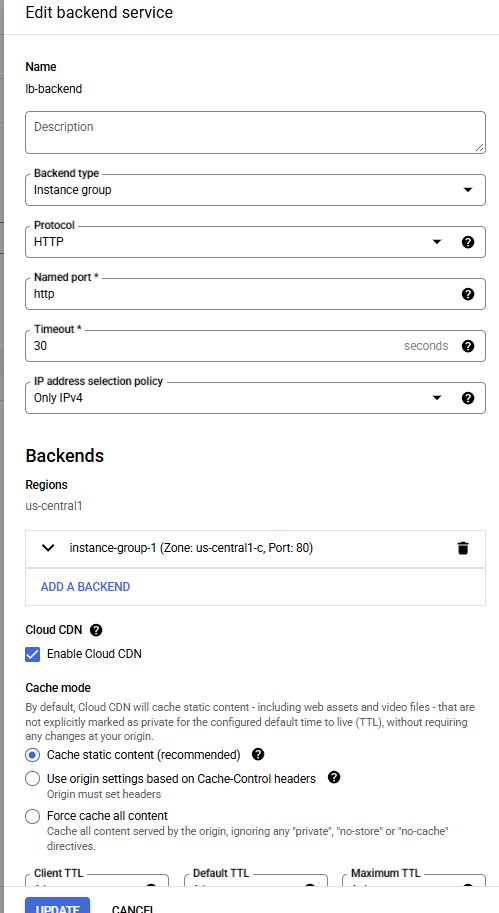 Edit backend service
Name
lb-backend
Description
Backend type
Instance group
Protocol
HTTP
Named port *
http
Timeout *
30 seconds
IP address selection policy
Only IPv4
Backends
Regions
us-central1
instance-group-1 (Zone: us-central1-c, Port: 80)
ADD A BACKEND
Cloud CDN
Enable Cloud CDN
Cache mode
By default, Cloud CDN will cache static content - including web assets and video files - that are
not explicitly marked as private for the configured default time to live (TTL), without requiring
any changes at your origin.
Cache static content (recommended)
Use origin settings based on Cache-Control headers
Origin must set headers
Force cache all content
Cache all content served by the origin, ignoring any "private", "no-store" or "no-cache"
directives.
Client TTL Default TTL Maximum TTL
UPDATE CANCEL